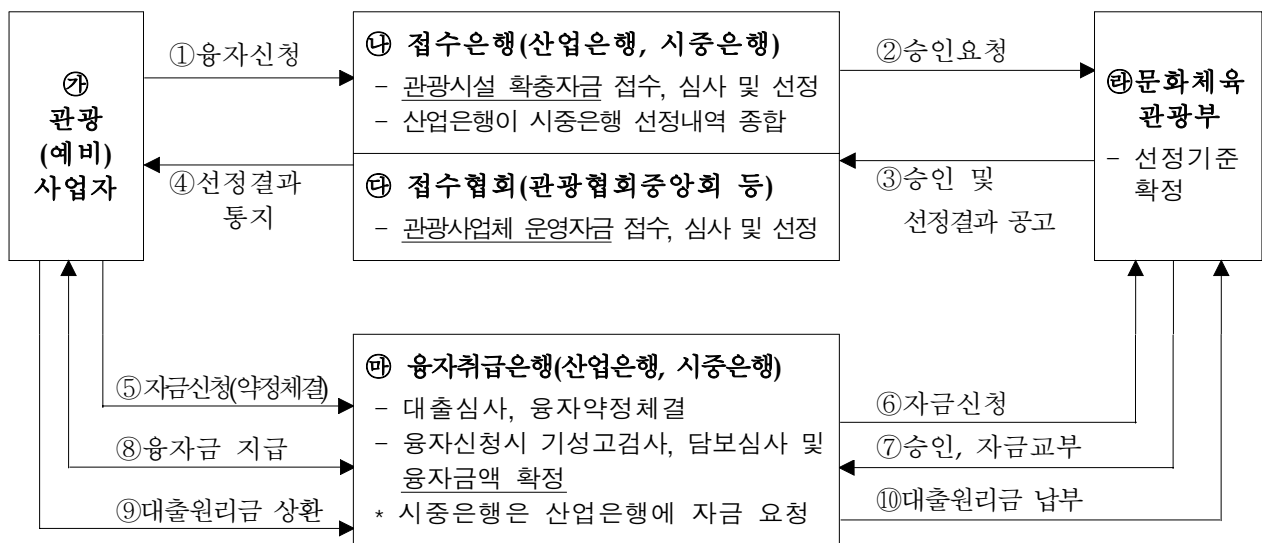 ㉮
관광
(예비)
사업자
①융자신청
④선정결과
통지
㉯ 접수은행(산업은행, 시중은행)
- 관광시설 확충자금 접수, 심사 및 선정
- 산업은행이 시중은행 선정내역 종합
㉰ 접수협회(관광협회중앙회 등)
- 관광사업체 운영자금 접수, 심사 및 선정
②승인요청
③승인 및
선정결과 공고
㉱문화체육
관광부
- 선정기준
확정
⑤자금신청(약정체결)
⑧융자금 지급
⑨대출원리금 상환
㉲ 융자취급은행(산업은행, 시중은행)
- 대출심사, 융자약정체결
- 융자신청시 기성고검사, 담보심사 및
융자금액 확정
* 시중은행은 산업은행에 자금 요청
⑥자금신청
⑦승인, 자금교부
⑩대출원리금 납부